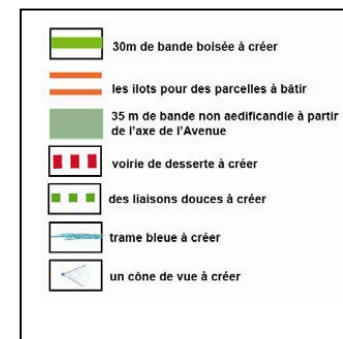 30m de bande boisée à créer
les ilots pour des parcelles à bâtir
35 m de bande non aedificandie à partir
de l'axe de l'Avenue
voirie de desserte à créer
des liaisons douces à créer
trame bleue à créer
un cône de vue à créer